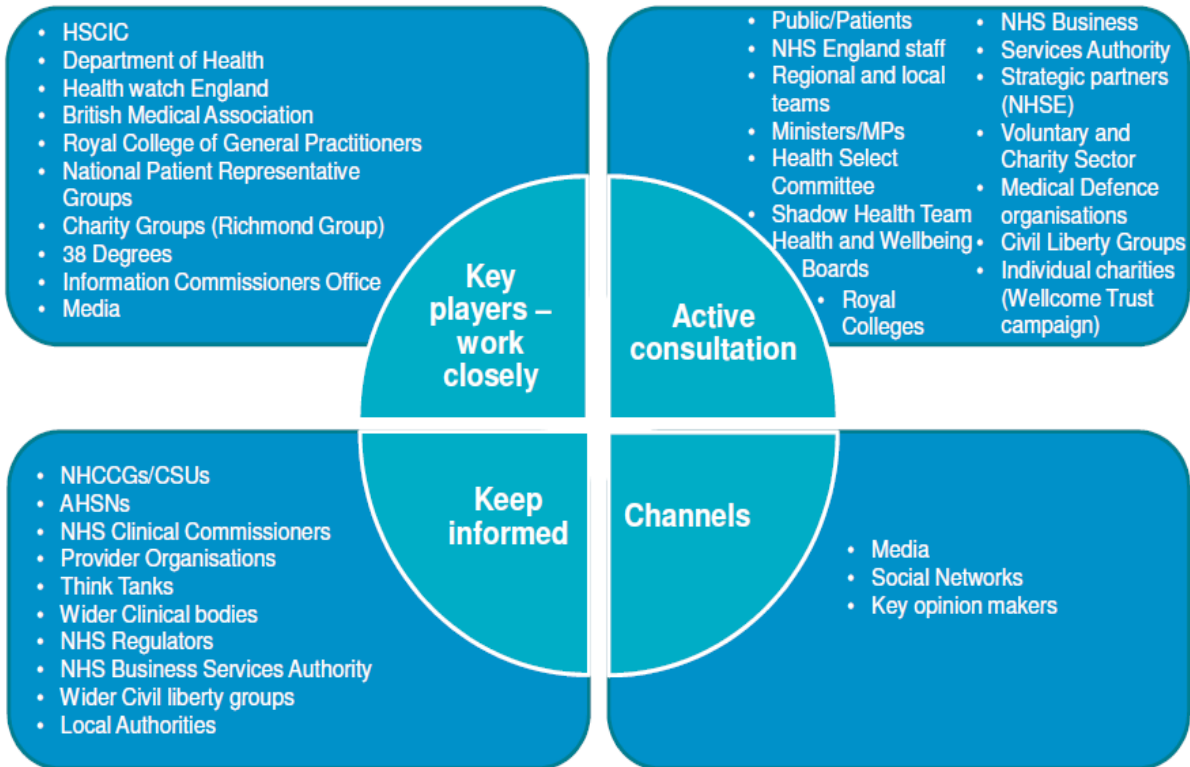 • HSCIC
• Department of Health
• Health watch England
• British Medical Association
• Royal College of General Practitioners
• National Patient Representative
Groups
• Charity Groups (Richmond Group)
• 38 Degrees
• Information Commissioners Office
• Media
Key
players –
work
closely
• Public/Patients
• NHS England staff
• Regional and local
teams
• Ministers/MPs
• Health Select
Committee
• Shadow Health Team
Health and Wellbeing
Boards
• Royal
Colleges
• NHS Business
• Services Authority
• Strategic partners
(NHSE)
• Voluntary and
Charity Sector
• Medical Defence
organisations
• Civil Liberty Groups
• Individual charities
(Wellcome Trust
campaign)
Active
consultation
• NHCCGs/CSUs
• AHSNs
• NHS Clinical Commissioners
• Provider Organisations
• Think Tanks
• Wider Clinical bodies
• NHS Regulators
• NHS Business Services Authority
• Wider Civil liberty groups
• Local Authorities
Keep
informed
Channels
• Media
• Social Networks
• Key opinion makers